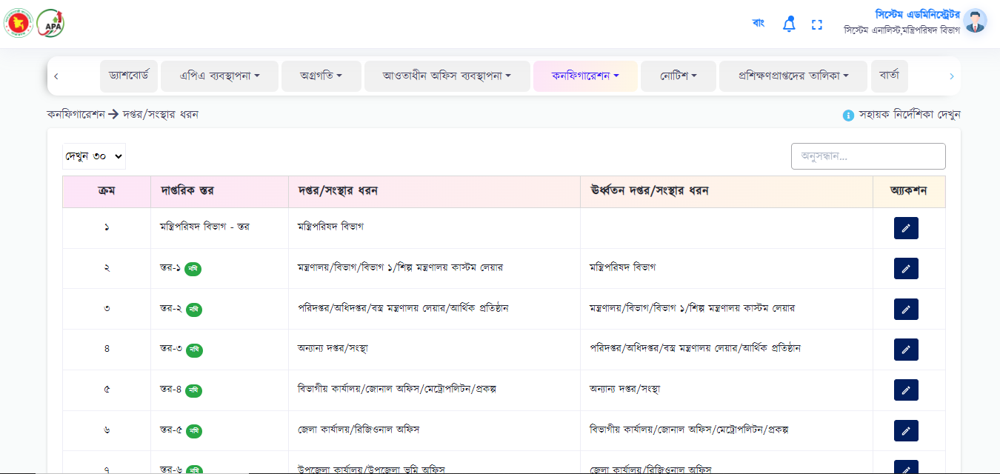 APA
বাং
সিস্টেম এডমিনিস্ট্রেটর
সিস্টেম এনালিস্ট,মন্ত্রিপরিষদ বিভাগ
ড্যাশবোর্ড এপিএ ব্যবস্থাপনা অগ্রগতি আওতাধীন অফিস ব্যবস্থাপনা কনফিগারেশন নোটিশ প্রশিক্ষণপ্রাপ্তদের তালিকা বার্তা
কনফিগারেশন → দপ্তর/সংস্থার ধরন সহায়ক নির্দেশিকা দেখুন
দেখুন ৩০ অনুসন্ধান...
ক্রম দাপ্তরিক স্তর দপ্তর/সংস্থার ধরন ঊর্ধ্বতন দপ্তর/সংস্থার ধরন অ্যাকশন
১ মন্ত্রিপরিষদ বিভাগ - স্তর মন্ত্রিপরিষদ বিভাগ
২ স্তর-১ নথি মন্ত্রণালয়/বিভাগ/বিভাগ ১/শিল্প মন্ত্রণালয় কাস্টম লেয়ার মন্ত্রিপরিষদ বিভাগ
৩ স্তর-২ নথি পরিদপ্তর/অধিদপ্তর/বস্ত্র মন্ত্রণালয় লেয়ার/আর্থিক প্রতিষ্ঠান মন্ত্রণালয়/বিভাগ/বিভাগ ১/শিল্প মন্ত্রণালয় কাস্টম লেয়ার
৪ স্তর-৩ নথি অন্যান্য দপ্তর/সংস্থা পরিদপ্তর/অধিদপ্তর/বস্ত্র মন্ত্রণালয় লেয়ার/আর্থিক প্রতিষ্ঠান
৫ স্তর-৪ নথি বিভাগীয় কার্যালয়/জোনাল অফিস/মেট্রোপলিটন/প্রকল্প অন্যান্য দপ্তর/সংস্থা
৬ স্তর-৫ নথি জেলা কার্যালয়/রিজিওনাল অফিস বিভাগীয় কার্যালয়/জোনাল অফিস/মেট্রোপলিটন/প্রকল্প
৭ স্তর-৬ নথি উপজেলা কার্যালয়/উপজেলা ভূমি অফিস জেলা কার্যালয়/রিজিওনাল অফিস